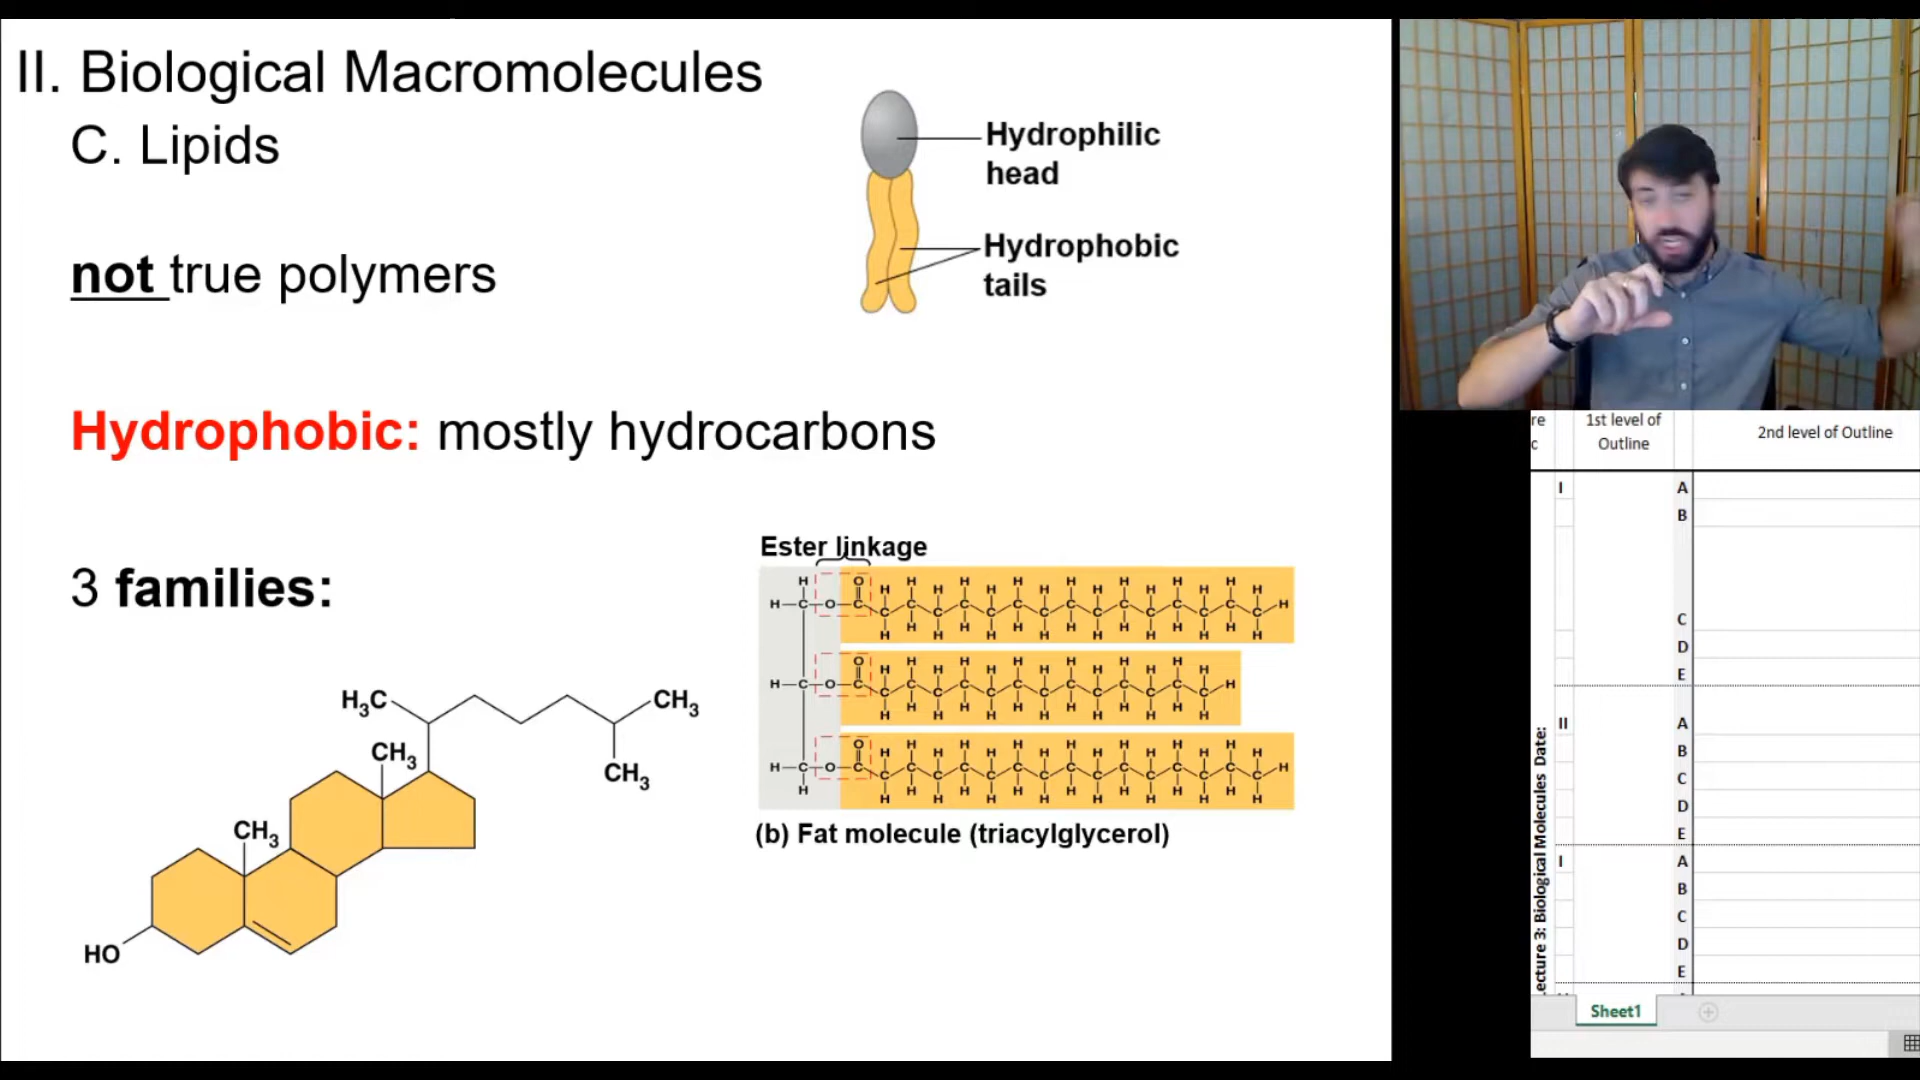 II. Biological Macromolecules
C. Lipids
not true polymers
Hydrophobic: mostly hydrocarbons
3 families:
Hydrophilic
head
Hydrophobic
tails
H3C
CH3
CH3
CH3
CH3
HO
Ester linkage
H O H H H H H H H
H H H H H H H H
H—C—O—C C C C C C C C C C C C C C C C—H
H H H H H H H
H H H H H H H H
O H H H H H H
H H H H H H H
H—C—O—C C C C C C C C C C C C C C—H
H H H H H H
H H H H H H H
O H H H H H H H
H H H H H H H H
H—C—O—C C C C C C C C C C C C C C C C—H
H H H H H H H H
H H H H H H H H
(b) Fat molecule (triacylglycerol)
re
c
1st level of
Outline
2nd level of Outline
I
A
B
C
D
E
II
A
B
C
D
E
I
A
B
C
D
E
ecture 3: Biological Molecules Date:
Sheet1